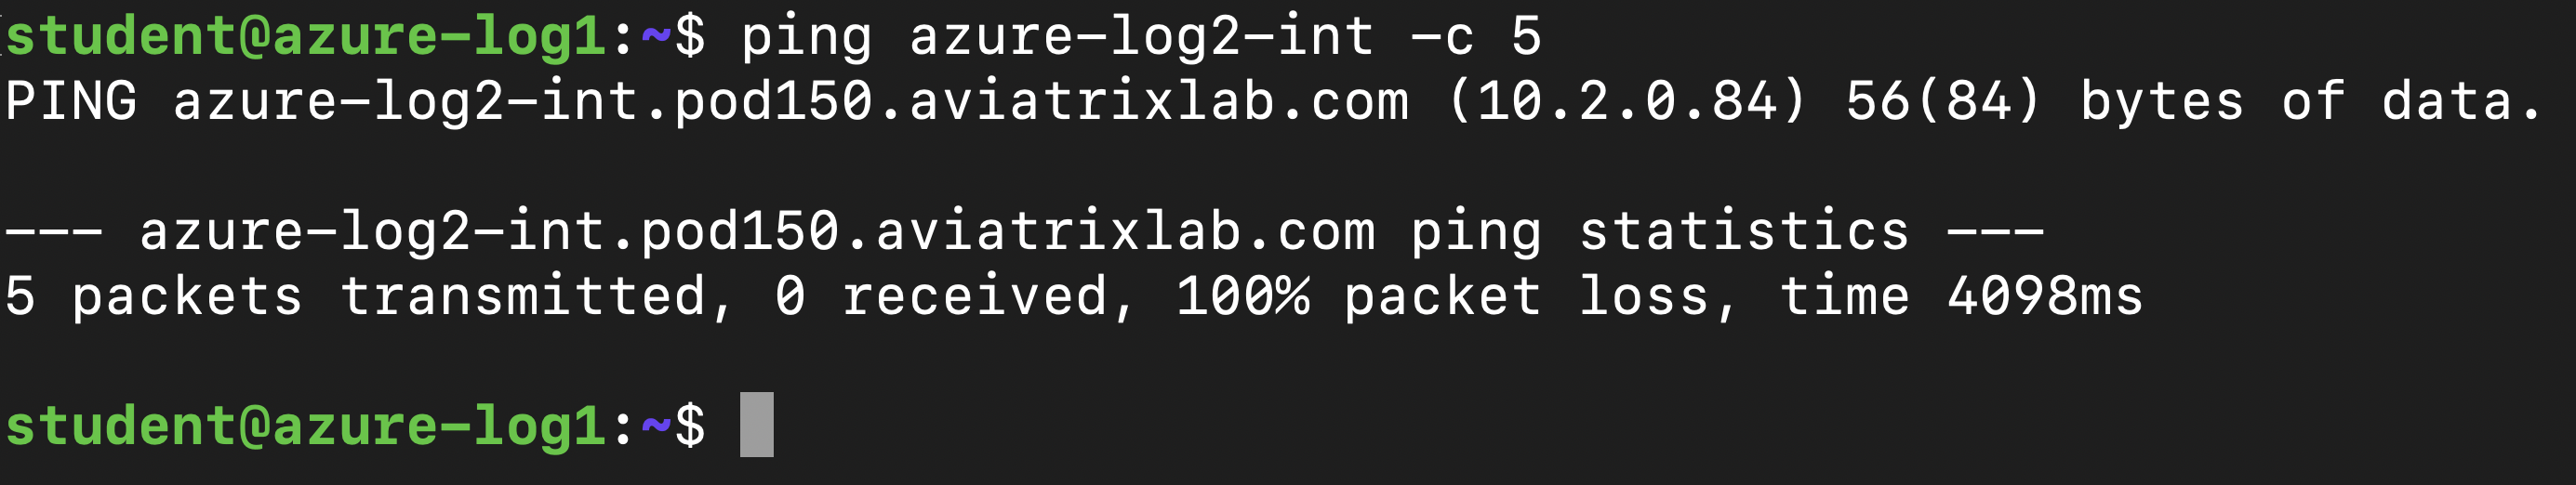 student@azure-log1:~$ ping azure-log2-int -c 5
PING azure-log2-int.pod150.aviatrixlab.com (10.2.0.84) 56(84) bytes of data.
--- azure-log2-int.pod150.aviatrixlab.com ping statistics ---
5 packets transmitted, 0 received, 100% packet loss, time 4098ms
student@azure-log1:~$